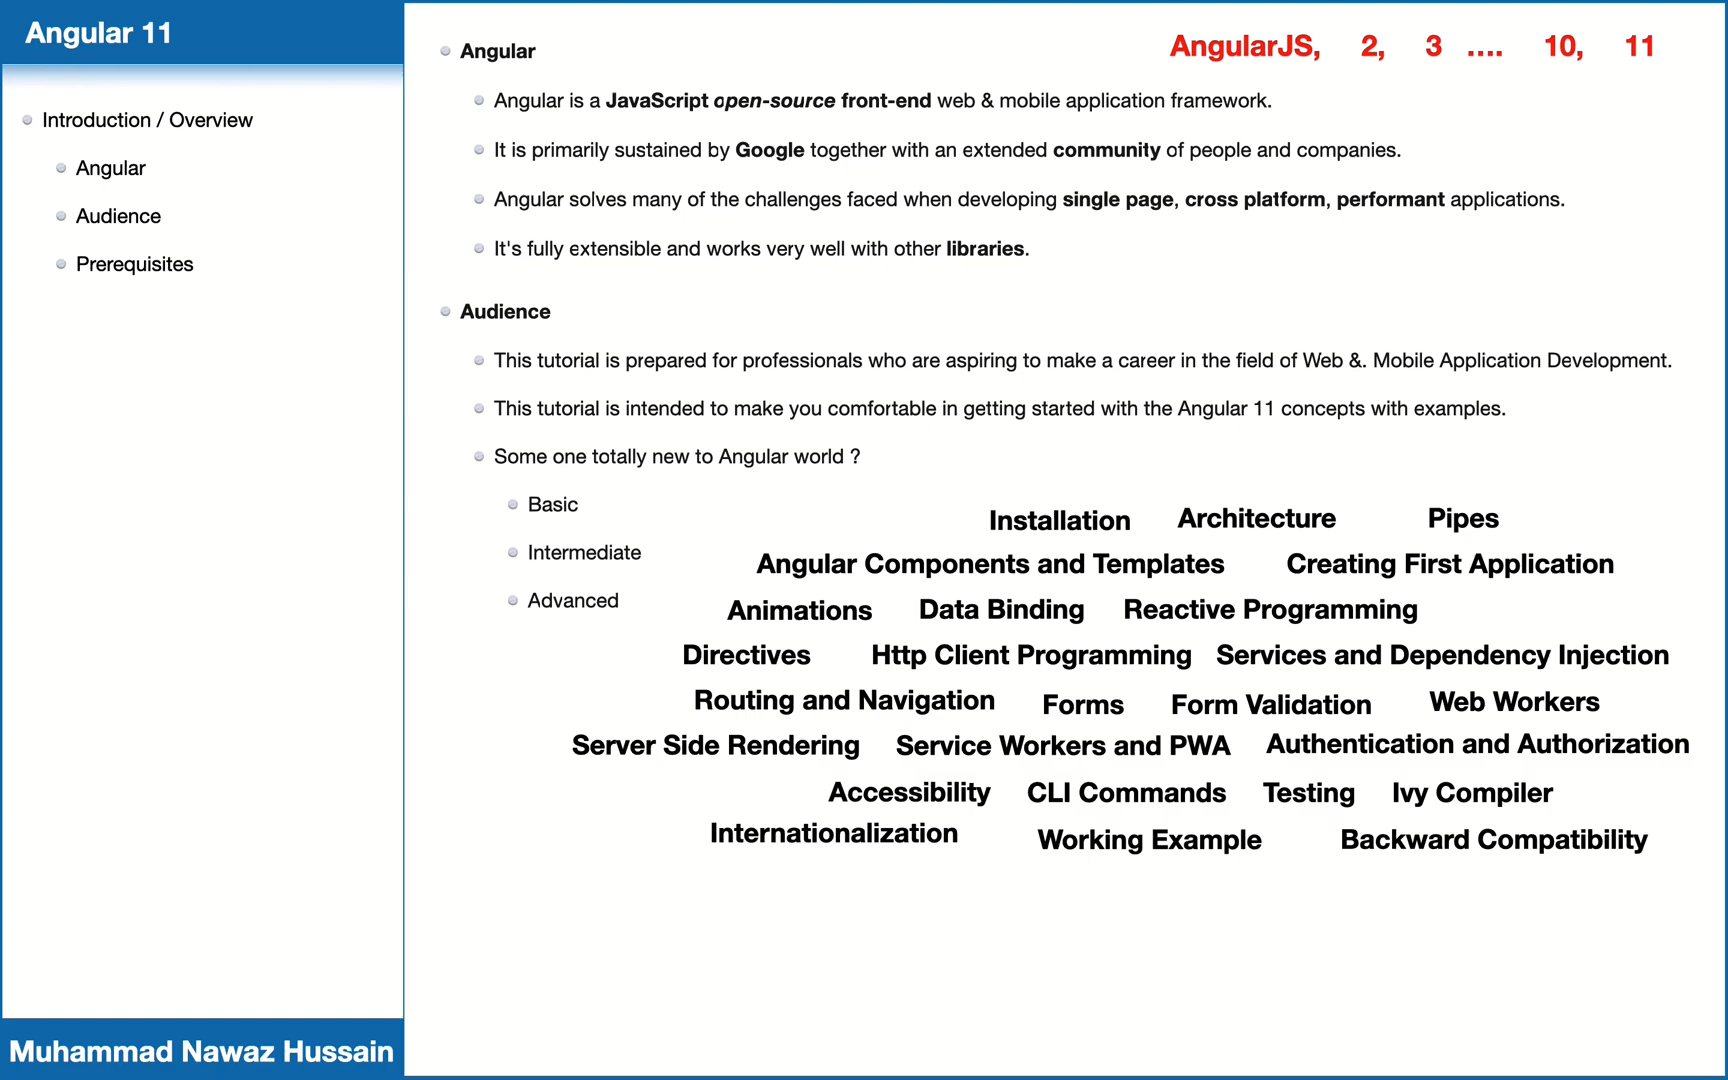 Angular 11
Introduction / Overview
Angular
Audience
Prerequisites
Muhammad Nawaz Hussain
AngularJS, 2, 3 .... 10, 11
Angular
Angular is a JavaScript open-source front-end web & mobile application framework.
It is primarily sustained by Google together with an extended community of people and companies.
Angular solves many of the challenges faced when developing single page, cross platform, performant applications.
It's fully extensible and works very well with other libraries.
Audience
This tutorial is prepared for professionals who are aspiring to make a career in the field of Web &. Mobile Application Development.
This tutorial is intended to make you comfortable in getting started with the Angular 11 concepts with examples.
Some one totally new to Angular world ?
Basic
Intermediate
Advanced
Installation Architecture Pipes
Angular Components and Templates Creating First Application
Animations Data Binding Reactive Programming
Directives Http Client Programming Services and Dependency Injection
Routing and Navigation Forms Form Validation Web Workers
Server Side Rendering Service Workers and PWA Authentication and Authorization
Accessibility CLI Commands Testing Ivy Compiler
Internationalization Working Example Backward Compatibility